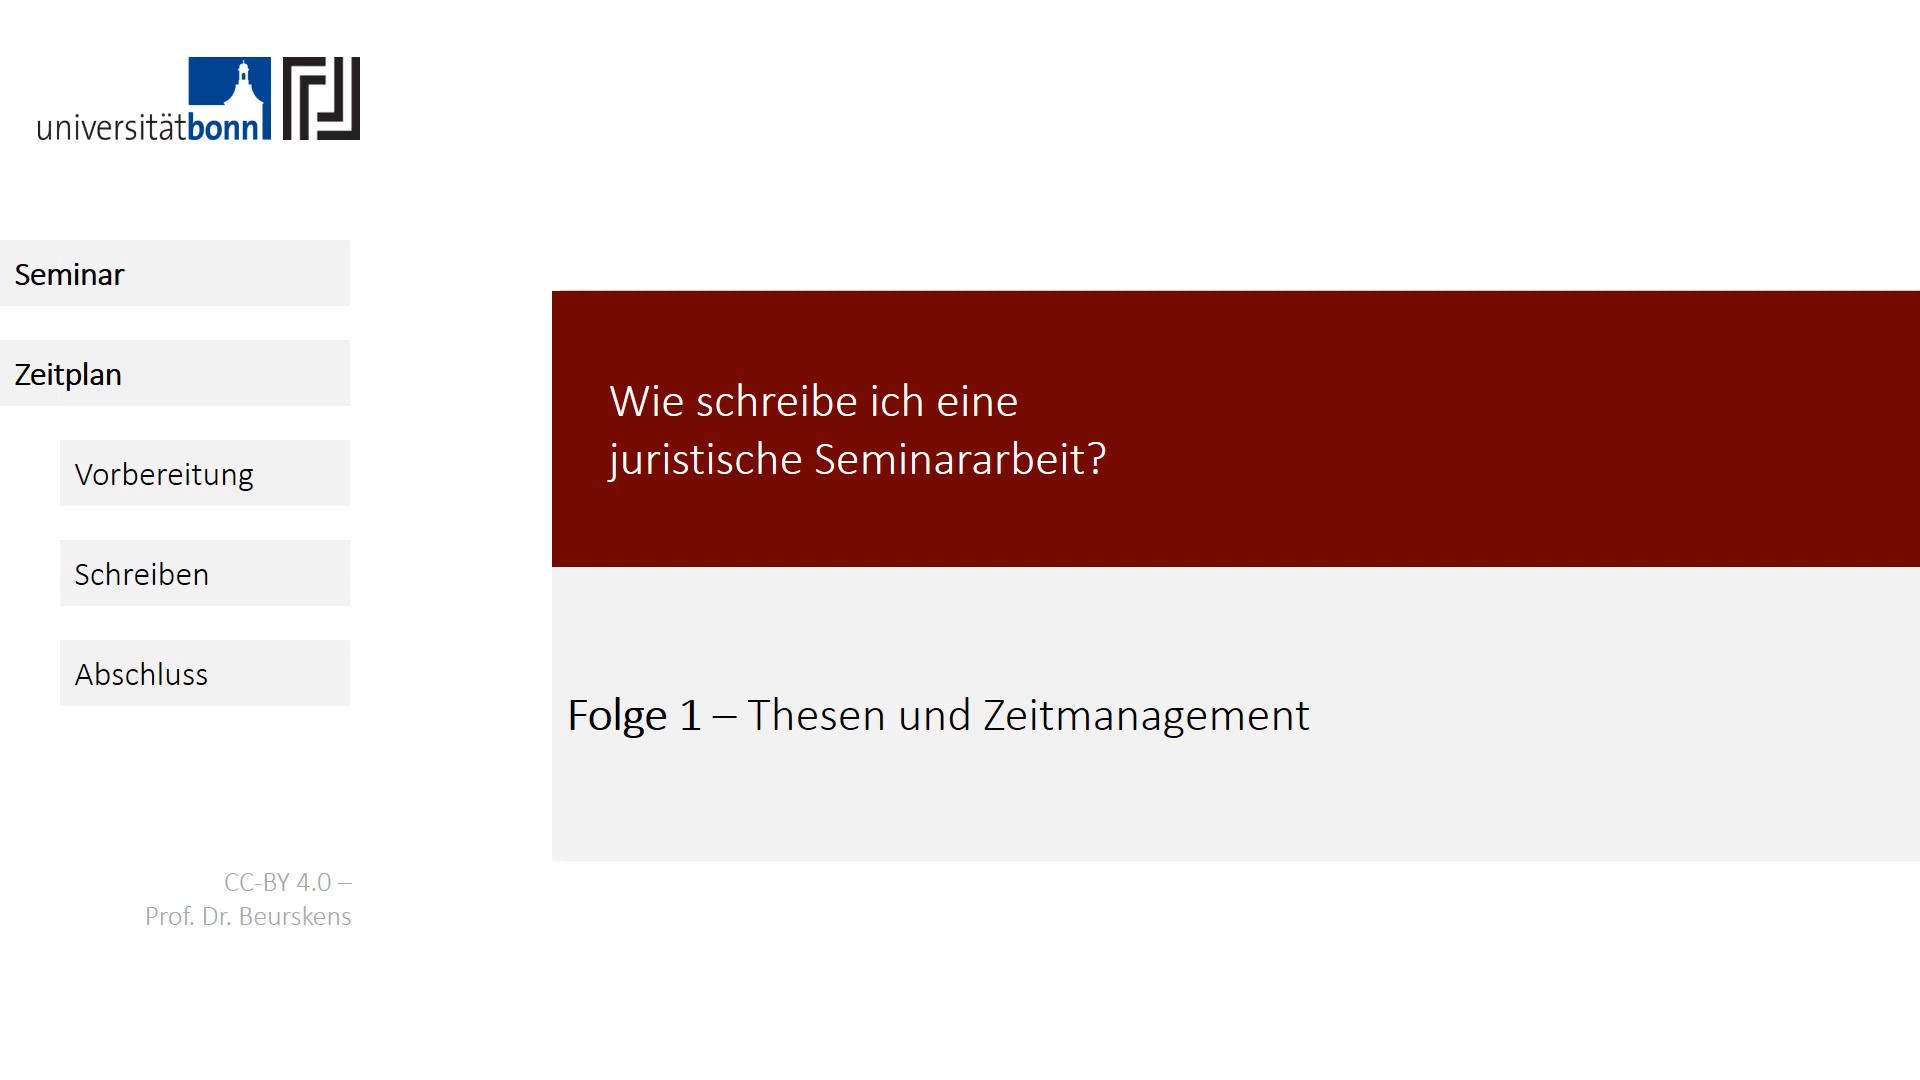 universitätbonn
Seminar
Zeitplan
Vorbereitung
Schreiben
Abschluss
CC-BY 4.0 –
Prof. Dr. Beurskens
Wie schreibe ich eine
juristische Seminararbeit?
Folge 1 – Thesen und Zeitmanagement